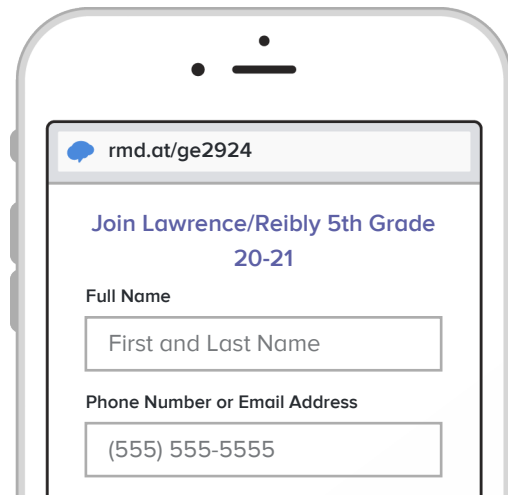 rmd.at/ge2924
Join Lawrence/Reibly 5th Grade
20-21
Full Name
First and Last Name
Phone Number or Email Address
(555) 555-5555